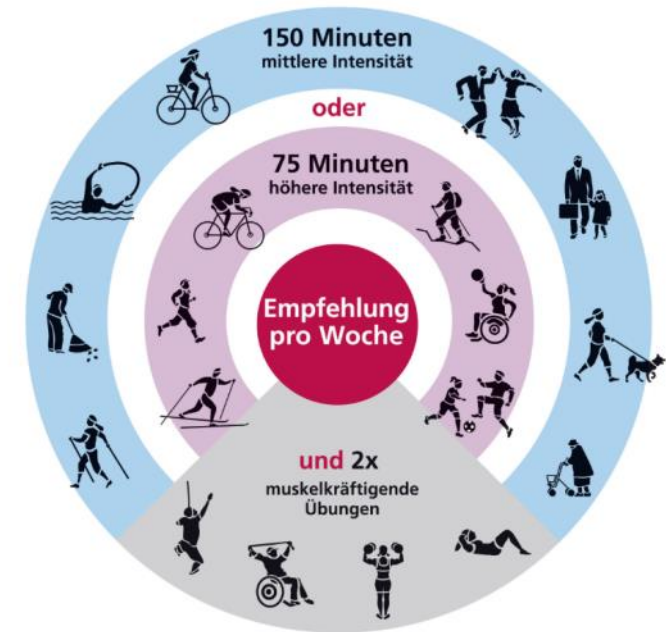 150 Minuten
mittlere Intensität
oder
75 Minuten
höhere Intensität
Empfehlung
pro Woche
und 2x
muskelkräftigende
Übungen